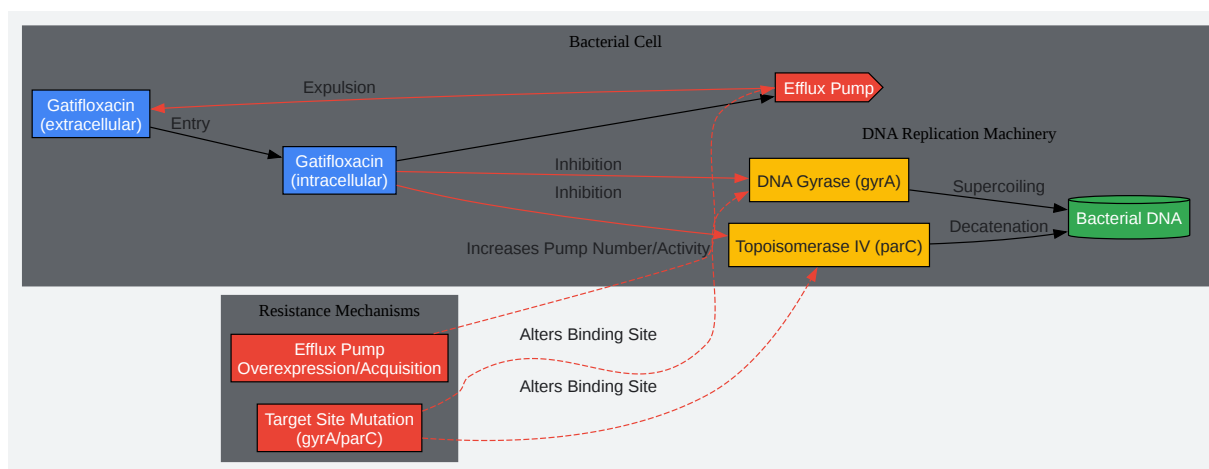 Bacterial Cell
Expulsion
Efflux Pump
Gatifloxacin
(extracellular)
Entry
DNA Replication Machinery
Gatifloxacin
(intracellular)
Inhibition
DNA Gyrase (gyrA)
Supercoiling
Inhibition
Bacterial DNA
Decatenation
Topoisomerase IV (parC)
Increases Pump Number/Activity
Resistance Mechanisms
Efflux Pump
Overexpression/Acquisition
Alters Binding Site
Alters Binding Site
Target Site Mutation
(gyrA/parC)